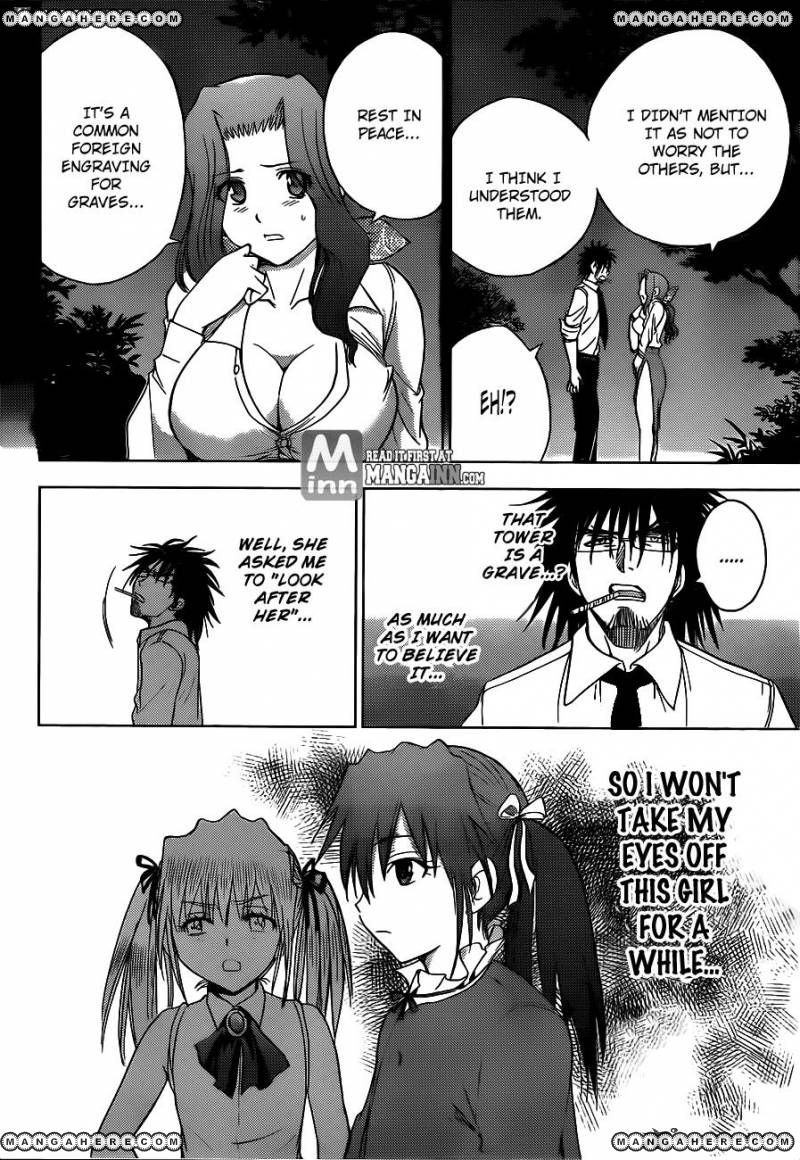 MANGAHERE.COM
MANGAHERE.COM
I DIDN'T MENTION
IT AS NOT TO
WORRY THE
OTHERS, BUT...
I THINK I
UNDERSTOOD
THEM.
EH!?
REST IN
PEACE...
IT'S A
COMMON
FOREIGN
ENGRAVING
FOR
GRAVES...
M
inn
READ IT FIRST AT
MANGAINN.COM
.....
THAT
TOWER
IS A
GRAVE...?
AS MUCH
AS I WANT
TO BELIEVE
IT...
WELL, SHE
ASKED ME
TO "LOOK
AFTER
HER"...
SO I WON'T
TAKE MY
EYES OFF
THIS GIRL
FOR A
WHILE...
MANGAHERE.COM
MANGAHERE.COM